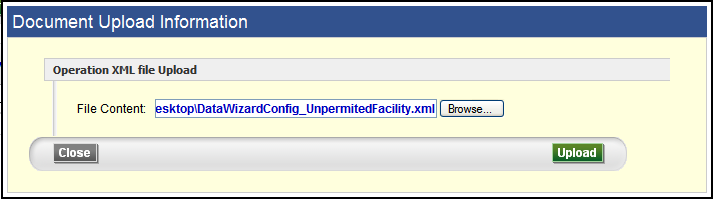 Document Upload Information
Operation XML file Upload
File Content: esktop\DataWizardConfig_UnpermitedFacility.xml Browse...
Close Upload